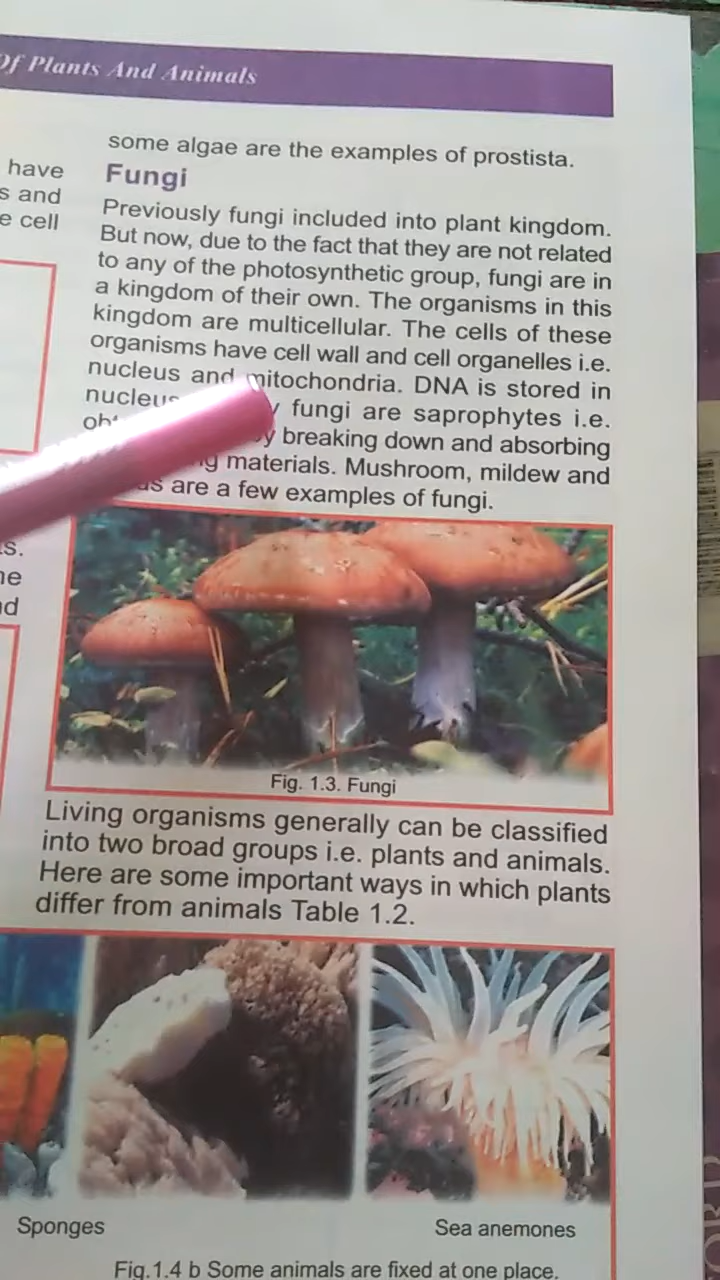 Of Plants And Animals
have
s and
e cell
some algae are the examples of prostista.
Fungi
Previously fungi included into plant kingdom.
But now, due to the fact that they are not related
to any of the photosynthetic group, fungi are in
a kingdom of their own. The organisms in this
kingdom are multicellular. The cells of these
organisms have cell wall and cell organelles i.e.
nucleus and mitochondria. DNA is stored in
nucleus fungi are saprophytes i.e.
breaking down and absorbing
materials. Mushroom, mildew and
are a few examples of fungi.
Fig. 1.3. Fungi
Living organisms generally can be classified
into two broad groups i.e. plants and animals.
Here are some important ways in which plants
differ from animals Table 1.2.
Sponges
Sea anemones
Fig.1.4 b Some animals are fixed at one place.